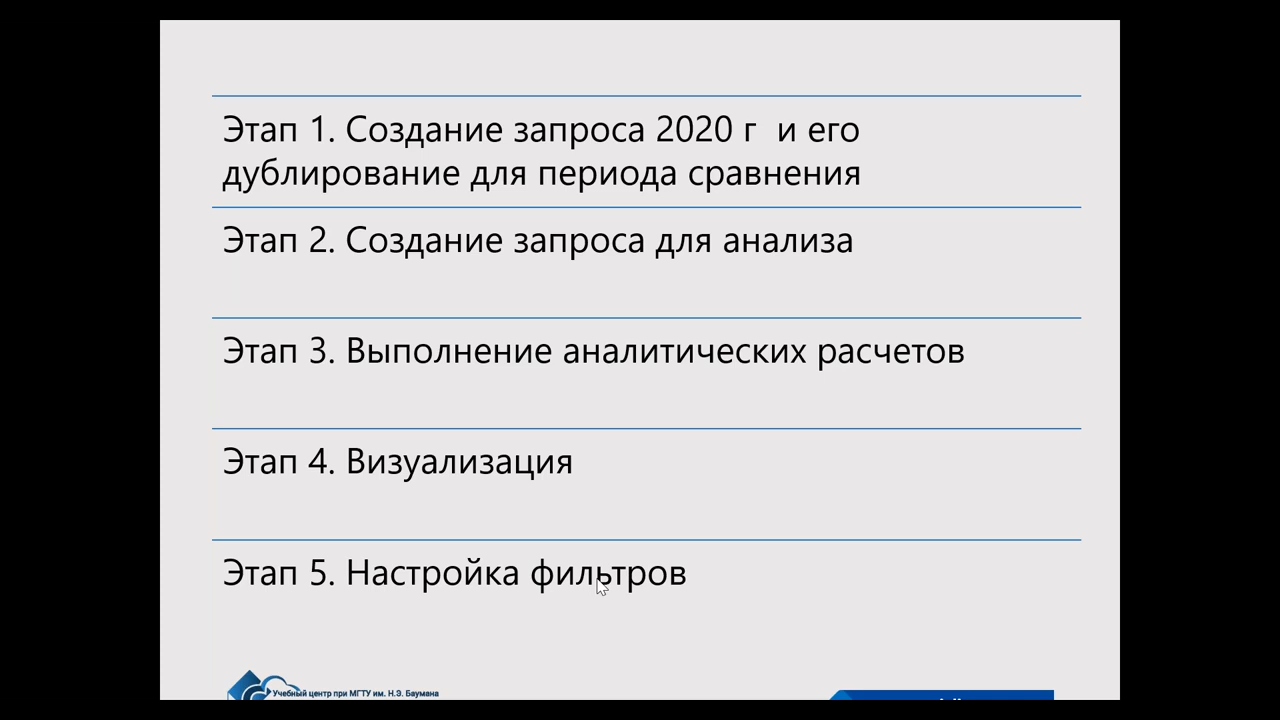 Этап 1. Создание запроса 2020 г и его
дублирование для периода сравнения
Этап 2. Создание запроса для анализа
Этап 3. Выполнение аналитических расчетов
Этап 4. Визуализация
Этап 5. Настройка фильтров
Учебный центр при МГТУ им. Н.Э. Баумана